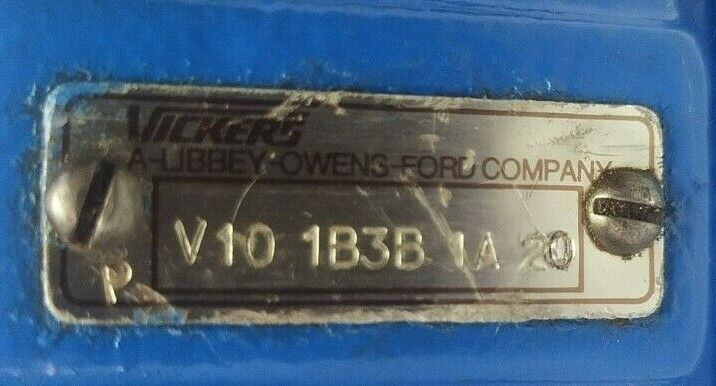 VICKERS
A-LIBBEY-OWENS-FORD COMPANY
V10 1B3B 1A 20
P